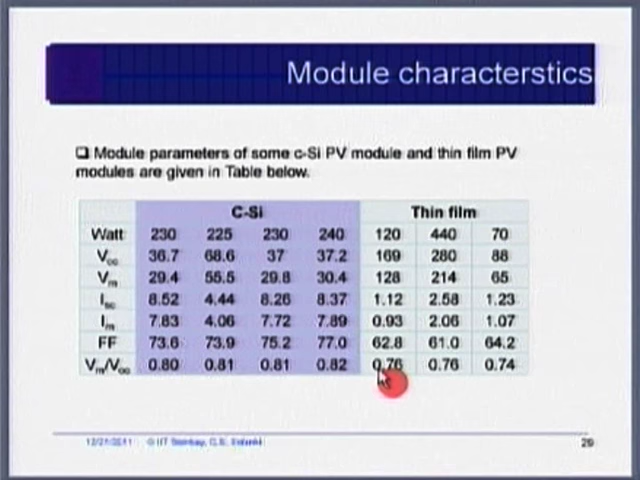 Module characterstics
Module parameters of some c-Si PV module and thin film PV
modules are given in Table below.
C-Si Thin film
Watt 230 225 230 240 120 440 70
Voc 36.7 68.6 37 37.2 169 280 88
Vm 29.4 55.5 29.8 30.4 128 214 65
Isc 8.52 4.44 8.26 8.37 1.12 2.58 1.23
Im 7.83 4.06 7.72 7.89 0.93 2.06 1.07
FF 73.6 73.9 75.2 77.0 62.8 61.0 64.2
Vm/Voc 0.80 0.81 0.81 0.82 0.76 0.76 0.74
© IIT Bombay, C.S. Solanki
29